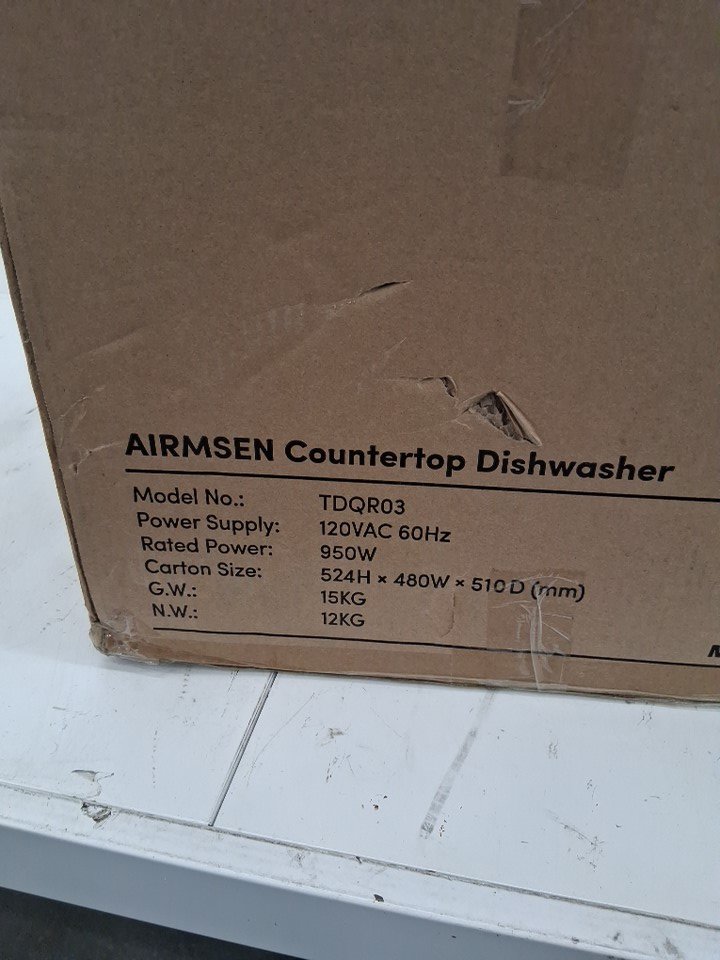 AIRMSEN Countertop Dishwasher
Model No.: TDQR03
Power Supply: 120VAC 60Hz
Rated Power: 950W
Carton Size: 524H × 480W × 510D (mm)
G.W.: 15KG
N.W.: 12KG